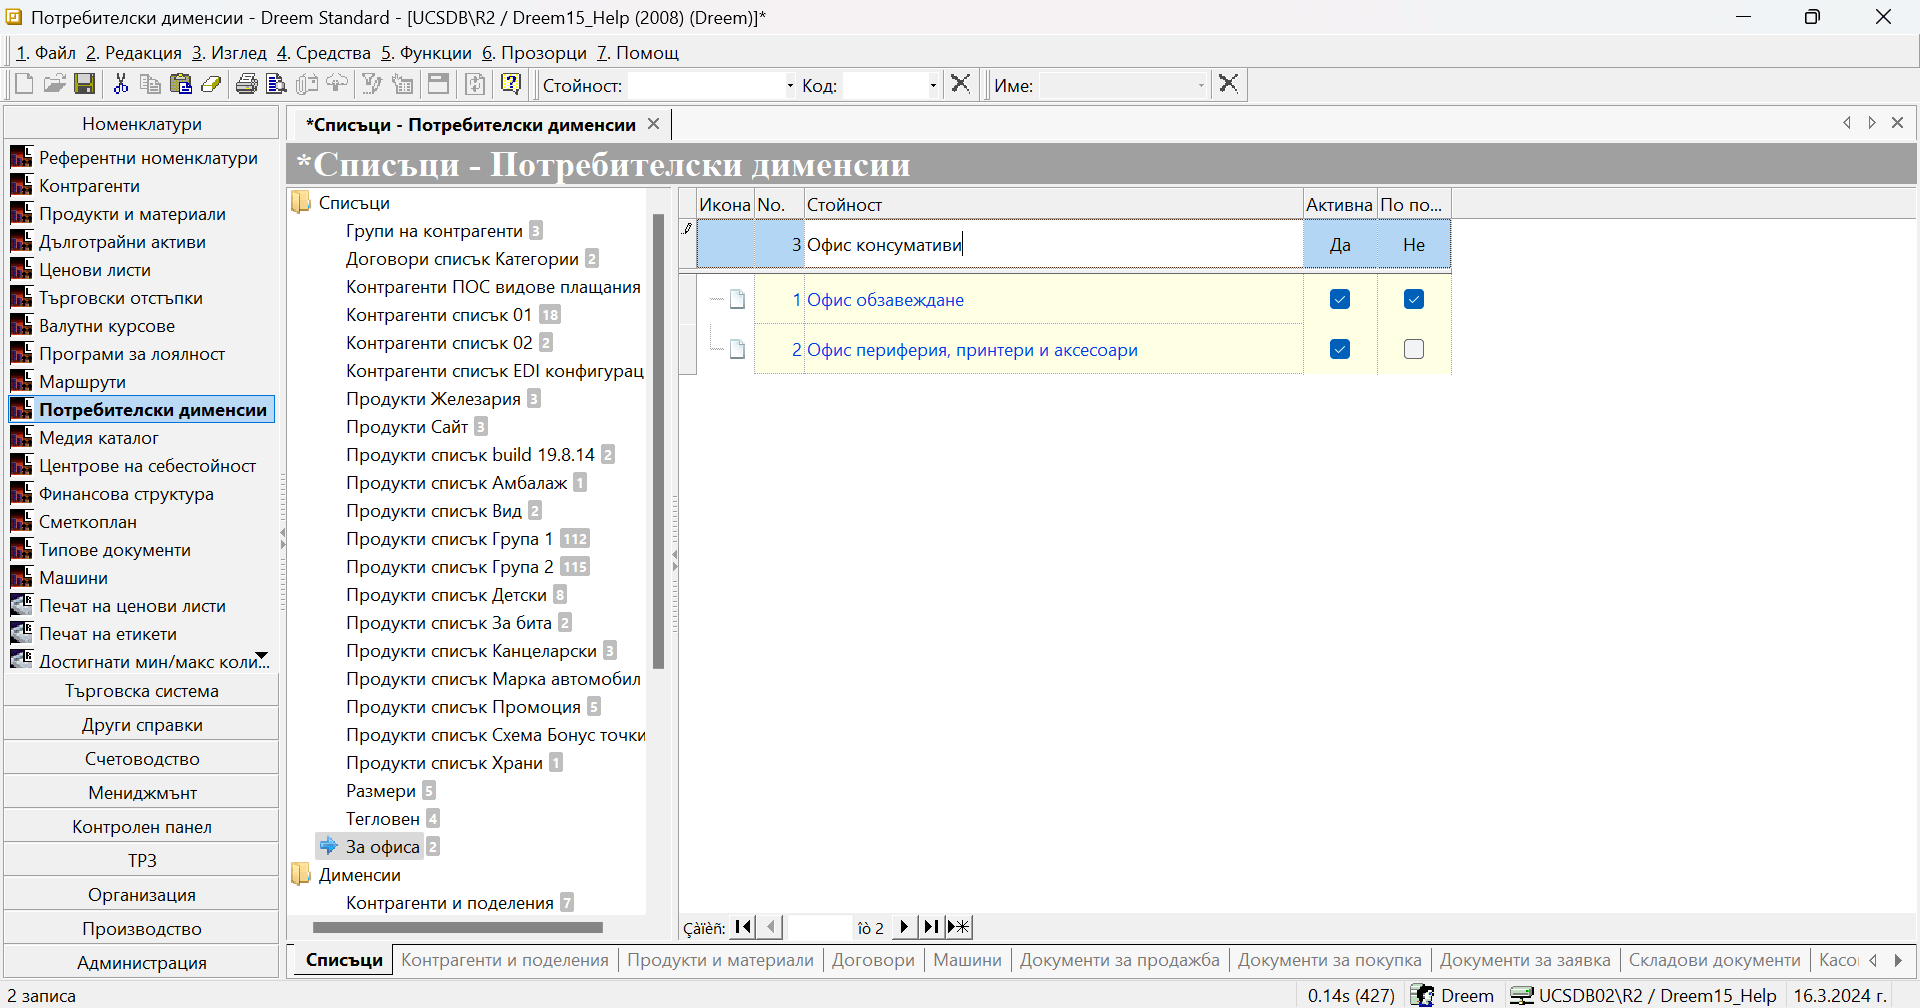 Потребителски дименсии - Dreem Standard - [UCSDB\R2 / Dreem15_Help (2008) (Dreem)]*
1. Файл 2. Редакция 3. Изглед 4. Средства 5. Функции 6. Прозорци 7. Помощ
Стойност: Код: Име:
Номенклатури
Референтни номенклатури
Контрагенти
Продукти и материали
Дълготрайни активи
Ценови листи
Търговски отстъпки
Валутни курсове
Програми за лоялност
Маршрути
Потребителски дименсии
Медия каталог
Центрове на себестойност
Финансова структура
Сметкоплан
Типове документи
Машини
Печат на ценови листи
Печат на етикети
Достигнати мин/макс коли...
Търговска система
Други справки
Счетоводство
Мениджмънт
Контролен панел
ТРЗ
Организация
Производство
Администрация
*Списъци - Потребителски дименсии
*Списъци - Потребителски дименсии
Списъци
Групи на контрагенти 3
Договори списък Категории 2
Контрагенти ПОС видове плащания
Контрагенти списък 01 18
Контрагенти списък 02 2
Контрагенти списък EDI конфигурац
Продукти Железария 3
Продукти Сайт 3
Продукти списък build 19.8.14 2
Продукти списък Амбалаж 1
Продукти списък Вид 2
Продукти списък Група 1 112
Продукти списък Група 2 115
Продукти списък Детски 8
Продукти списък За бита 2
Продукти списък Канцеларски 3
Продукти списък Марка автомобил
Продукти списък Промоция 5
Продукти списък Схема Бонус точки
Продукти списък Храни 1
Размери 5
Тегловен 4
За офиса 2
Дименсии
Контрагенти и поделения 7
Икона No. Стойност Активна По по...
3 Офис консумативи Да Не
1 Офис обзавеждане
2 Офис периферия, принтери и аксесоари
Çàïèñ: îò 2
Списъци Контрагенти и поделения Продукти и материали Договори Машини Документи за продажба Документи за покупка Документи за заявка Складови документи Касо
2 записа 0.14s (427) Dreem UCSDB02\R2 / Dreem15_Help 16.3.2024 г.